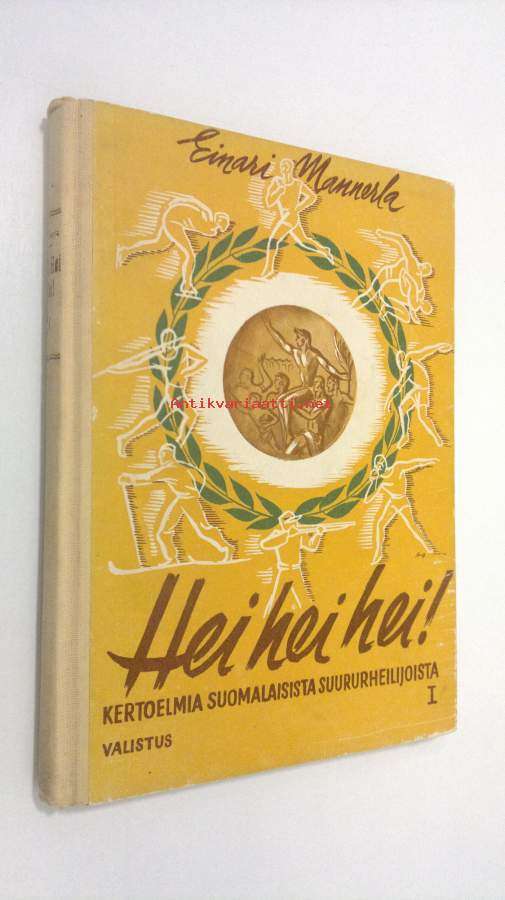 Einari Mannerla
Antikvariaatti.net
Hei hei hei!
KERTOELMIA SUOMALAISISTA SUURURHEILIJOISTA
I
VALISTUS